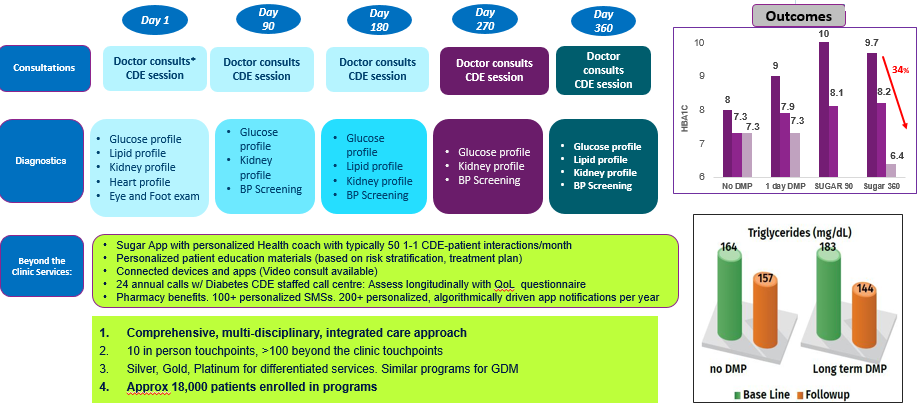 Day 1
Day 90
Day 180
Day 270
Day 360
Consultations
Doctor consults*
CDE session
Doctor consults
CDE session
Doctor consults
CDE session
Doctor consults
CDE session
Doctor
consults
CDE session
Diagnostics
• Glucose profile
• Lipid profile
• Kidney profile
• Heart profile
• Eye and Foot exam
• Glucose
profile
• Kidney
profile
• BP Screening
• Glucose
profile
• Lipid profile
• Kidney profile
• BP Screening
• Glucose profile
• Kidney profile
• BP Screening
• Glucose profile
• Lipid profile
• Kidney profile
• BP Screening
Beyond the
Clinic Services:
• Sugar App with personalized Health coach with typically 50 1-1 CDE-patient interactions/month
• Personalized patient education materials (based on risk stratification, treatment plan)
• Connected devices and apps (Video consult available)
• 24 annual calls w/ Diabetes CDE staffed call centre: Assess longitudinally with QoL questionnaire
• Pharmacy benefits. 100+ personalized SMSs. 200+ personalized, algorithmically driven app notifications per year
1. Comprehensive, multi-disciplinary, integrated care approach
2. 10 in person touchpoints, >100 beyond the clinic touchpoints
3. Silver, Gold, Platinum for differentiated services. Similar programs for GDM
4. Approx 18,000 patients enrolled in programs
Outcomes
HBA1C
10
9
8
7
6
8
7.3
7.3
9
7.9
7.3
10
8.1
9.7
8.2
6.4
34%
No DMP
1 day DMP
SUGAR 90
Sugar 360
Triglycerides (mg/dL)
164
157
183
144
no DMP
Long term DMP
Base Line
Followup